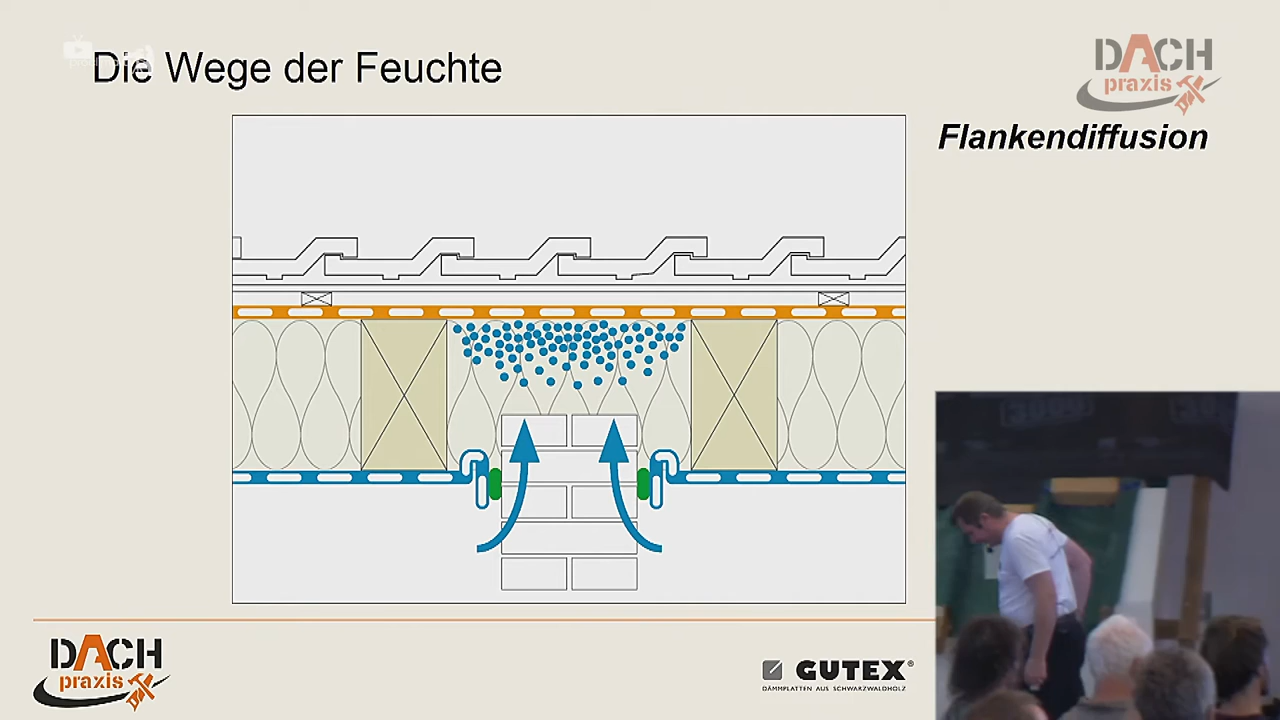 Die Wege der Feuchte
DACH
praxis
Flankendiffusion
DACH
praxis
GUTEX®
DÄMMPLATTEN AUS SCHWARZWALDHOLZ